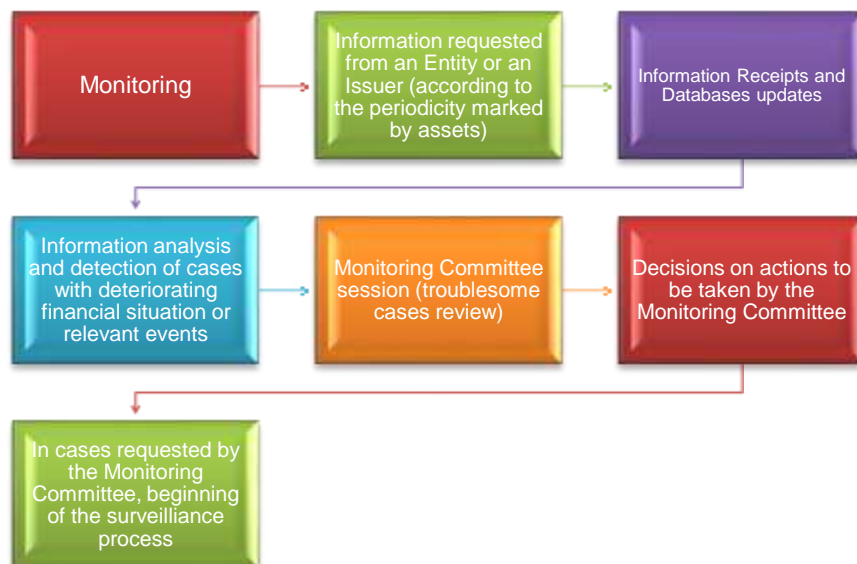 Monitoring
Information requested
from an Entity or an
Issuer (according to
the periodicity marked
by assets)
Information Receipts and
Databases updates
Information analysis
and detection of cases
with deteriorating
financial situation or
relevant events
Monitoring Committee
session (troublesome
cases review)
Decisions on actions to
be taken by the
Monitoring Committee
In cases requested by
the Monitoring
Committee, beginning
of the surveilliance
process